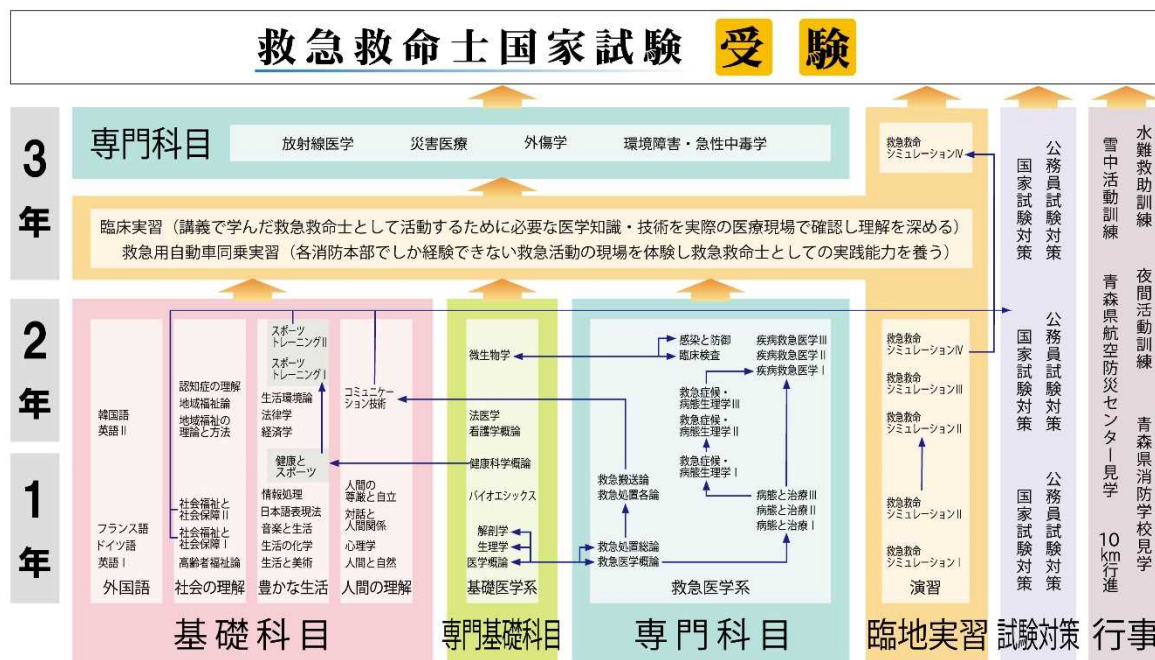 救急救命士国家試験 受験
3年
専門科目
放射線医学
災害医療
外傷学
環境障害・急性中毒学
臨床実習（講義で学んだ救急救命士として活動するために必要な医学知識・技術を実際の医療現場で確認し理解を深める）
救急用自動車同乗実習（各消防本部でしか経験できない救急活動の現場を体験し救急救命士としての実践能力を養う）
救急救命
シミュレーションⅣ
2年
1年
韓国語
英語Ⅱ
フランス語
ドイツ語
英語Ⅰ
外国語
認知症の理解
地域福祉論
地域福祉の
理論と方法
社会福祉と
社会保障Ⅱ
社会福祉と
社会保障Ⅰ
高齢者福祉論
社会の理解
スポーツ
トレーニングⅡ
スポーツ
トレーニングⅠ
生活環境論
法律学
経済学
健康と
スポーツ
情報処理
日本語表現法
音楽と生活
生活の化学
生活と美術
豊かな生活
コミュニケー
ション技術
人間の
尊厳と自立
対話と
人間関係
心理学
人間と自然
人間の理解
基礎科目
微生物学
法医学
看護学概論
健康科学概論
バイオエシックス
解剖学
生理学
医学概論
基礎医学系
専門基礎科目
感染と防御
臨床検査
疾病救急医学Ⅲ
疾病救急医学Ⅱ
疾病救急医学Ⅰ
救急症候・
病態生理学Ⅲ
救急症候・
病態生理学Ⅱ
救急症候・
病態生理学Ⅰ
救急搬送論
救急処置各論
病態と治療Ⅲ
病態と治療Ⅱ
病態と治療Ⅰ
救急処置総論
救急医学概論
救急医学系
専門科目
救急救命
シミュレーションⅣ
救急救命
シミュレーションⅢ
救急救命
シミュレーションⅡ
救急救命
シミュレーションⅡ
救急救命
シミュレーションⅠ
演習
臨地実習
公務員試験対策
国家試験対策
公務員試験対策
国家試験対策
公務員試験対策
国家試験対策
試験対策
水難救助訓練
夜間活動訓練
青森県消防学校見学
雪中活動訓練
青森県航空防災センター見学
10km行進
行事